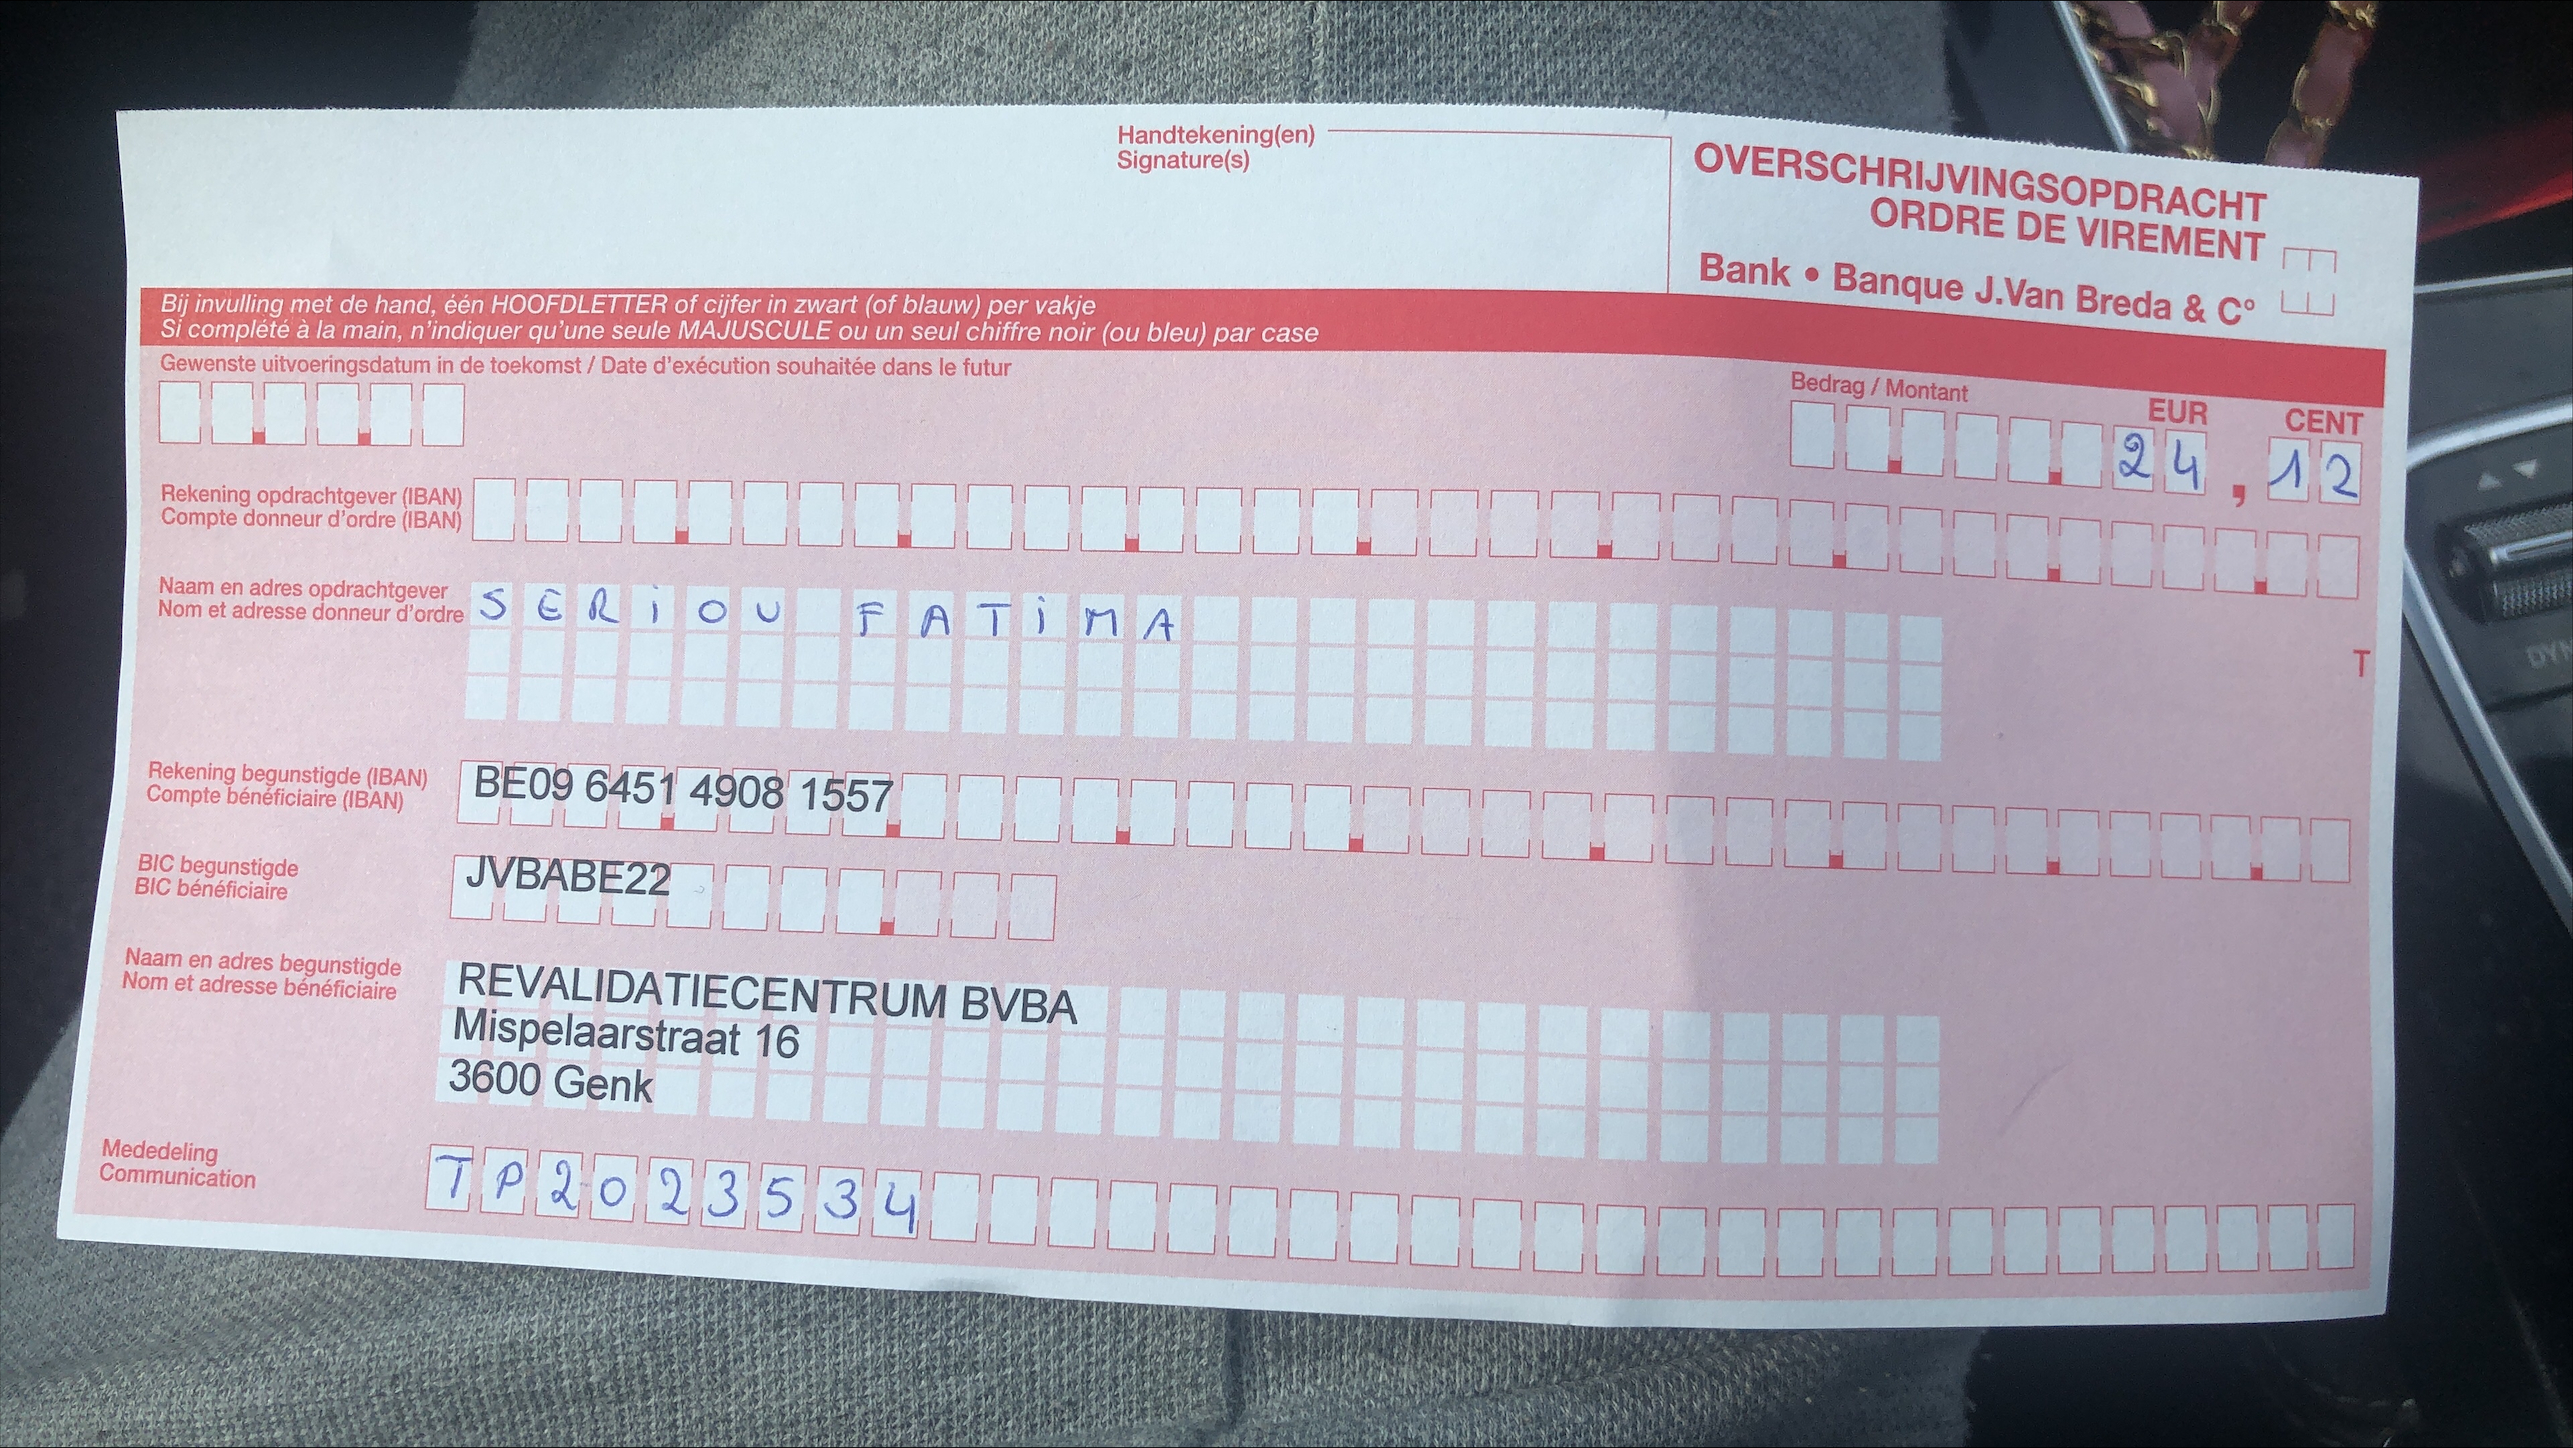 Handtekening(en)
Signature(s)
OVERSCHRIJVINGSOPDRACHT
ORDRE DE VIREMENT
Bank • Banque J.Van Breda & C°
Bij invulling met de hand, één HOOFDLETTER of cijfer in zwart (of blauw) per vakje
Si complété à la main, n'indiquer qu'une seule MAJUSCULE ou un seul chiffre noir (ou bleu) par case
Gewenste uitvoeringsdatum in de toekomst / Date d'exécution souhaitée dans le futur
Bedrag / Montant
EUR CENT
24,12
Rekening opdrachtgever (IBAN)
Compte donneur d'ordre (IBAN)
Naam en adres opdrachtgever
Nom et adresse donneur d'ordre
SERiOU FATiMA
T
Rekening begunstigde (IBAN)
Compte bénéficiaire (IBAN)
BE09 6451 4908 1557
BIC begunstigde
BIC bénéficiaire
JVBABE22
Naam en adres begunstigde
Nom et adresse bénéficiaire
REVALIDATIECENTRUM BVBA
Mispelaarstraat 16
3600 Genk
Mededeling
Communication
TP2023534